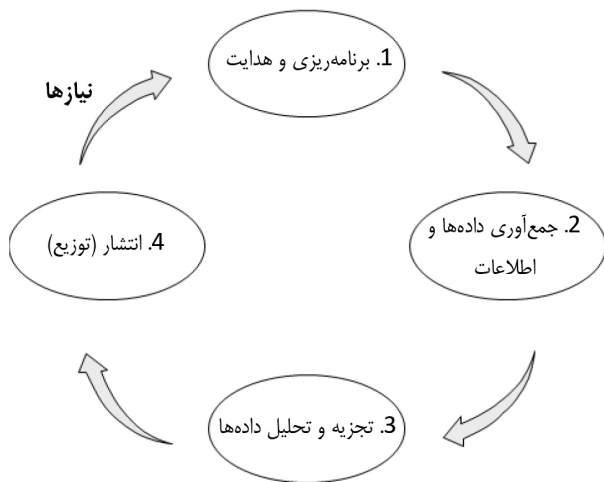 1. برنامه‌ریزی و هدایت
نیازها
2. جمع‌آوری داده‌ها و
اطلاعات
4. انتشار (توزیع)
3. تجزیه و تحلیل داده‌ها